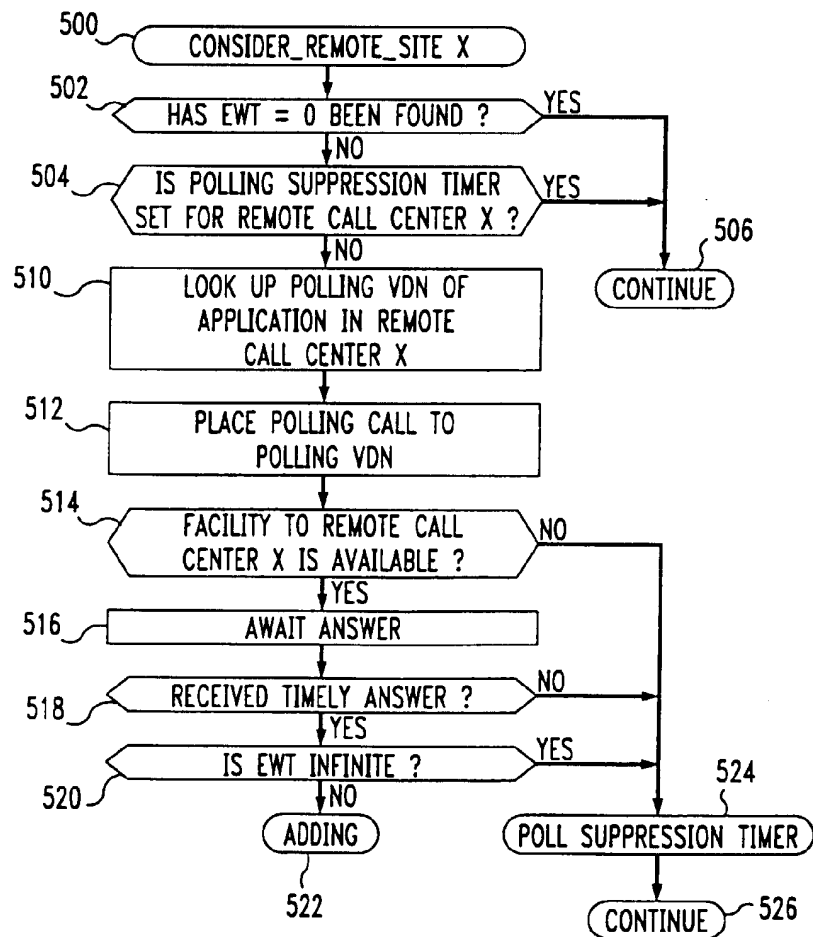 500
CONSIDER_REMOTE_SITE X
502
HAS EWT = 0 BEEN FOUND ?
YES
NO
504
IS POLLING SUPPRESSION TIMER
SET FOR REMOTE CALL CENTER X ?
YES
NO
506
CONTINUE
510
LOOK UP POLLING VDN OF
APPLICATION IN REMOTE
CALL CENTER X
512
PLACE POLLING CALL TO
POLLING VDN
514
FACILITY TO REMOTE CALL
CENTER X IS AVAILABLE ?
NO
YES
516
AWAIT ANSWER
518
RECEIVED TIMELY ANSWER ?
NO
YES
520
IS EWT INFINITE ?
YES
NO
522
ADDING
524
POLL SUPPRESSION TIMER
526
CONTINUE